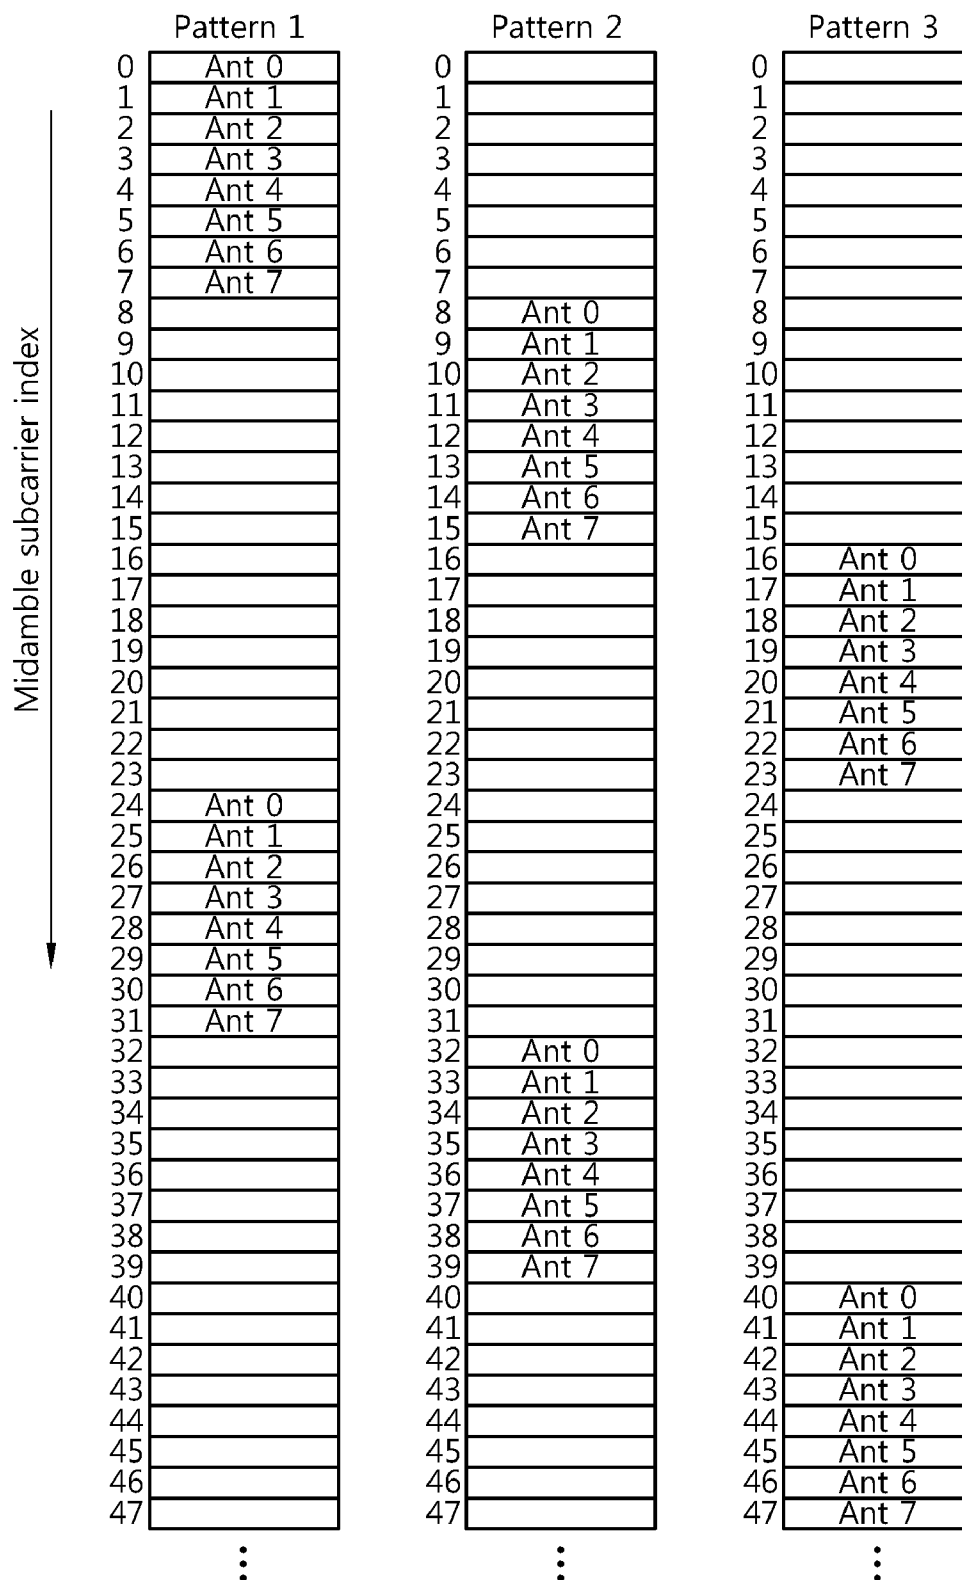 Pattern 1 Pattern 2 Pattern 3
0 Ant 0 0 0
1 Ant 1 1 1
2 Ant 2 2 2
3 Ant 3 3 3
4 Ant 4 4 4
5 Ant 5 5 5
6 Ant 6 6 6
7 Ant 7 7 7
8 8 Ant 0 8
9 9 Ant 1 9
10 10 Ant 2 10
11 11 Ant 3 11
12 12 Ant 4 12
13 13 Ant 5 13
14 14 Ant 6 14
15 15 Ant 7 15
16 16 16 Ant 0
17 17 17 Ant 1
18 18 18 Ant 2
19 19 19 Ant 3
20 20 20 Ant 4
21 21 21 Ant 5
22 22 22 Ant 6
23 23 23 Ant 7
24 Ant 0 24 24
25 Ant 1 25 25
26 Ant 2 26 26
27 Ant 3 27 27
28 Ant 4 28 28
29 Ant 5 29 29
30 Ant 6 30 30
31 Ant 7 31 31
32 32 Ant 0 32
33 33 Ant 1 33
34 34 Ant 2 34
35 35 Ant 3 35
36 36 Ant 4 36
37 37 Ant 5 37
38 38 Ant 6 38
39 39 Ant 7 39
40 40 40 Ant 0
41 41 41 Ant 1
42 42 42 Ant 2
43 43 43 Ant 3
44 44 44 Ant 4
45 45 45 Ant 5
46 46 46 Ant 6
47 47 47 Ant 7
Midamble subcarrier index